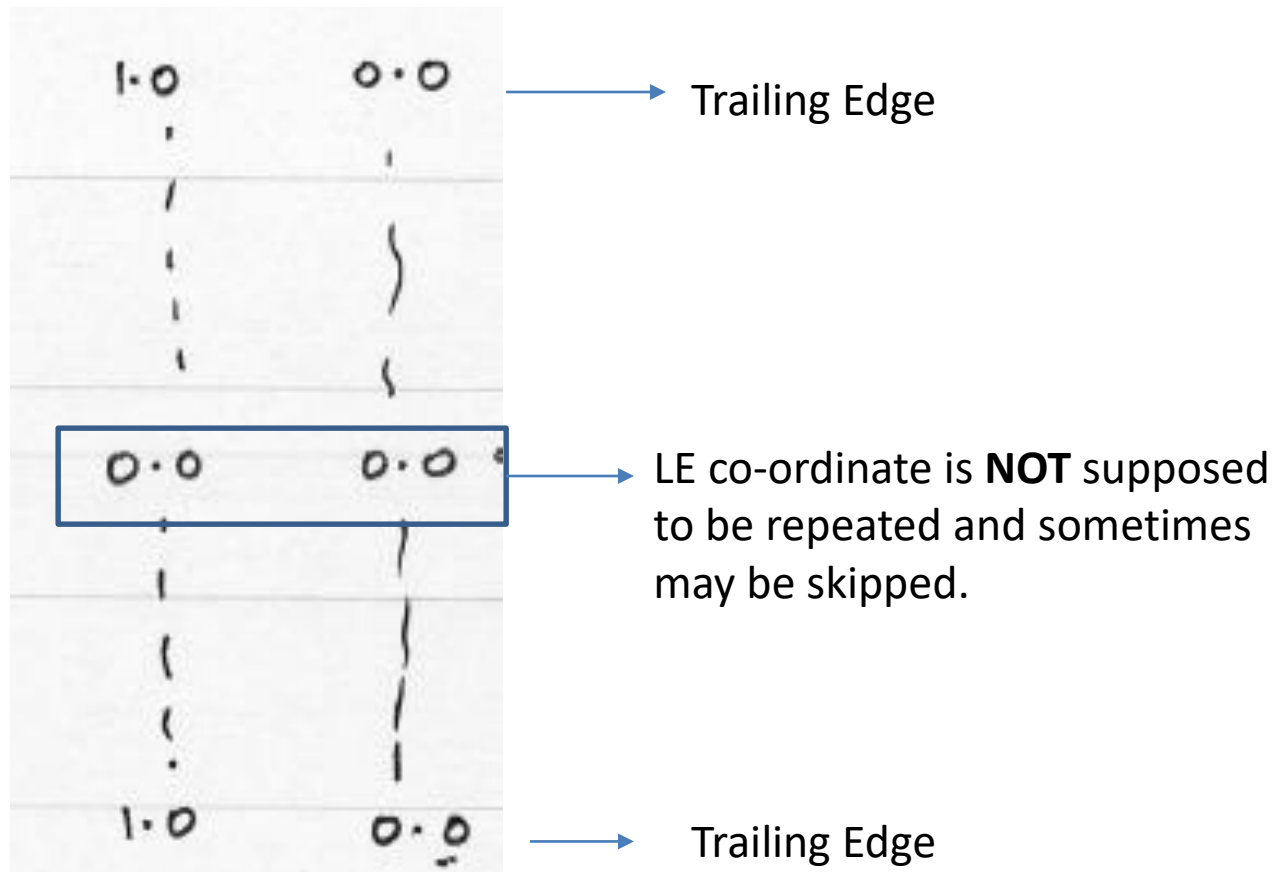 1.0 0.0
Trailing Edge
0.0 0.0
LE co-ordinate is NOT supposed
to be repeated and sometimes
may be skipped.
1.0 0.0
Trailing Edge